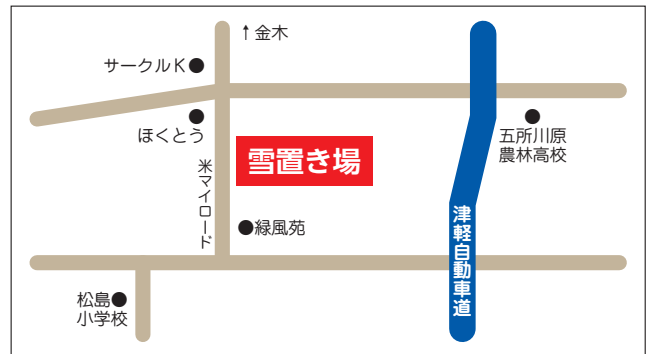 ↑金木
サークルK
ほくとう
五所川原
農林高校
雪置き場
米マイロード
緑風苑
津軽自動車道
松島
小学校